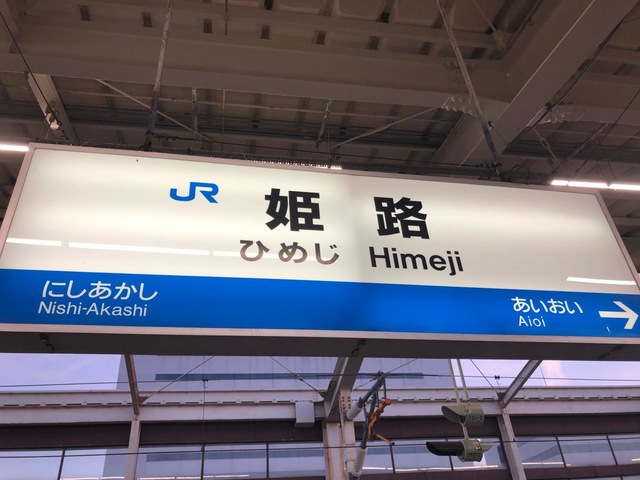 JR 姫路
ひめじ Himeji
にしあかし
Nishi-Akashi
あいおい →
Aioi